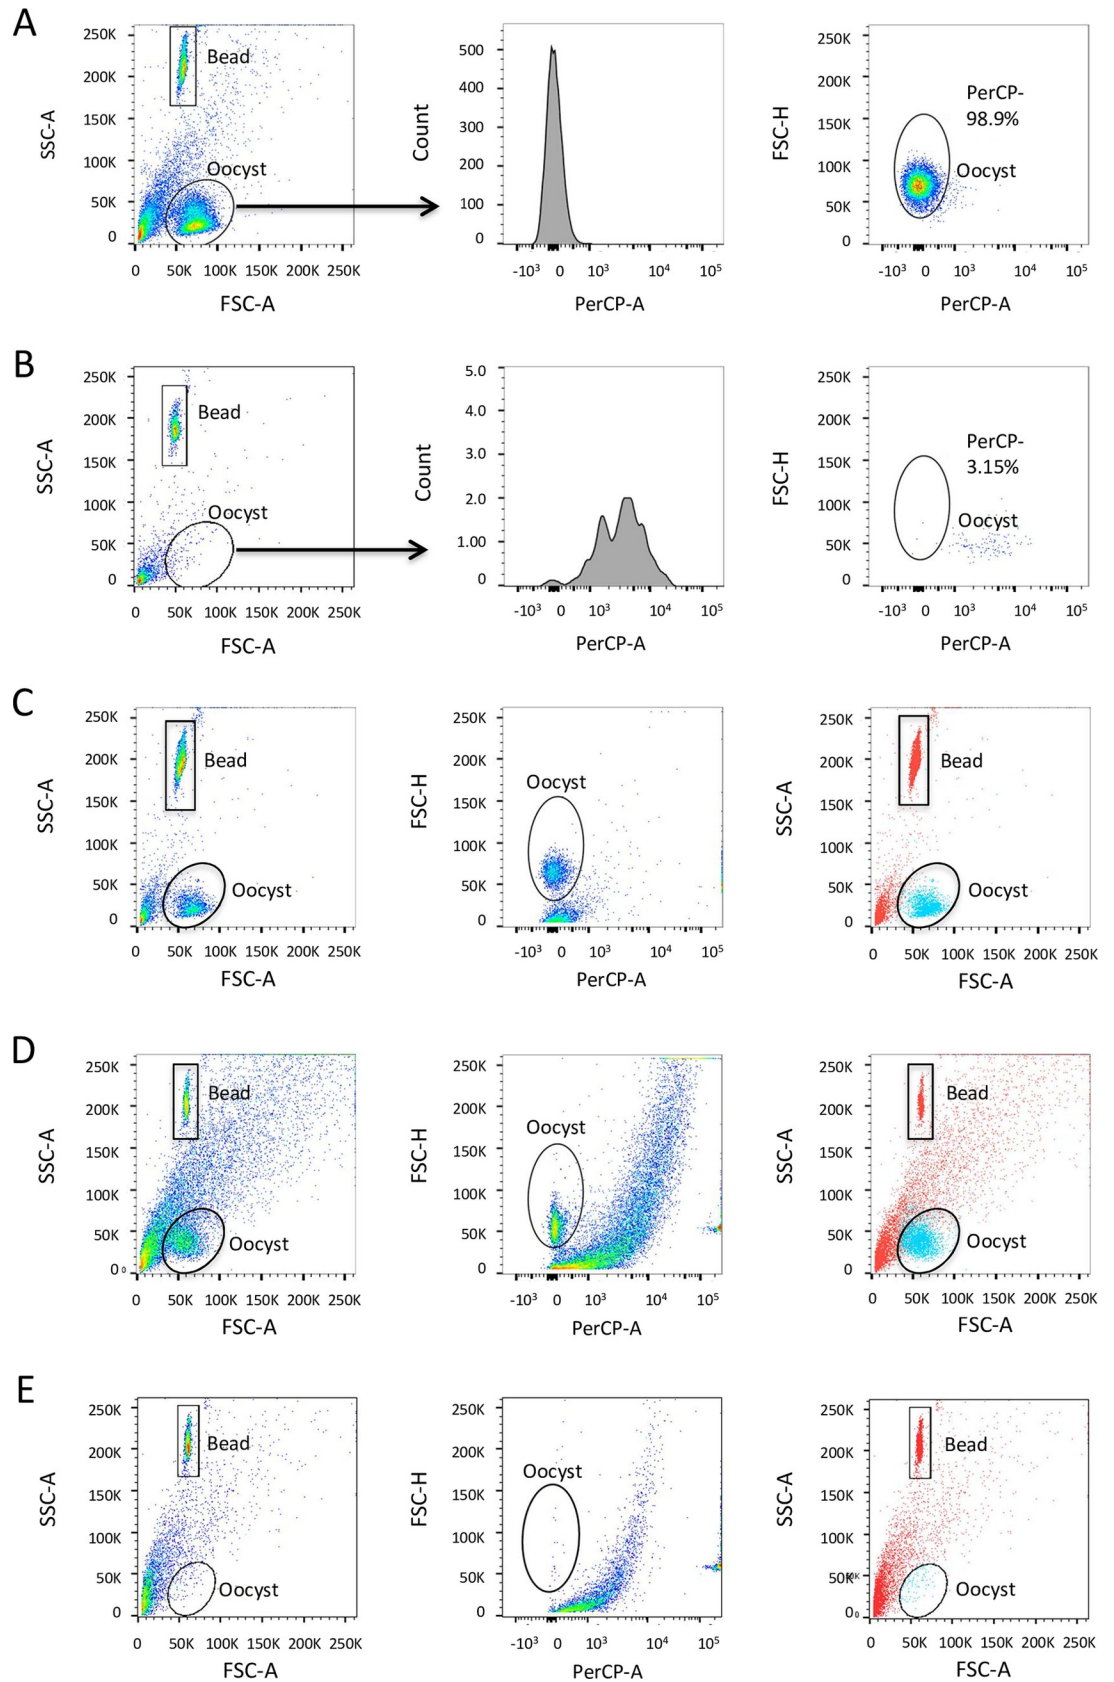 A
250K
200K
150K
100K
50K
0
SSC-A
Bead
Oocyst
0 50K 100K 150K 200K 250K
FSC-A
500
400
300
200
100
0
Count
-10³ 0 10³ 10⁴ 10⁵
PerCP-A
250K
200K
150K
100K
50K
0
FSC-H
PerCP-
98.9%
Oocyst
-10³ 0 10³ 10⁴ 10⁵
PerCP-A
B
250K
200K
150K
100K
50K
0
SSC-A
Bead
Oocyst
0 50K 100K 150K 200K 250K
FSC-A
5.0
4.0
3.0
2.0
1.00
0
Count
-10³ 0 10³ 10⁴ 10⁵
PerCP-A
250K
200K
150K
100K
50K
0
FSC-H
PerCP-
3.15%
Oocyst
-10³ 0 10³ 10⁴ 10⁵
PerCP-A
C
250K
200K
150K
100K
50K
0
SSC-A
Bead
Oocyst
0 50K 100K 150K 200K 250K
FSC-A
250K
200K
150K
100K
50K
0
FSC-H
Oocyst
-10³ 0 10³ 10⁴ 10⁵
PerCP-A
250K
200K
150K
100K
50K
0
SSC-A
Bead
Oocyst
0 50K 100K 150K 200K 250K
FSC-A
D
250K
200K
150K
100K
50K
0 0
SSC-A
Bead
Oocyst
0 50K 100K 150K 200K 250K
FSC-A
250K
200K
150K
100K
50K
0
FSC-H
Oocyst
-10³ 0 10³ 10⁴ 10⁵
PerCP-A
250K
200K
150K
100K
50K
0
SSC-A
Bead
Oocyst
0 50K 100K 150K 200K 250K
FSC-A
E
250K
200K
150K
100K
50K
0
SSC-A
Bead
Oocyst
0 50K 100K 150K 200K 250K
FSC-A
250K
200K
150K
100K
50K
0
FSC-H
Oocyst
-10³ 0 10³ 10⁴ 10⁵
PerCP-A
250K
200K
150K
100K
50K
0 0
SSC-A
Bead
Oocyst
0 50K 100K 150K 200K 250K
FSC-A